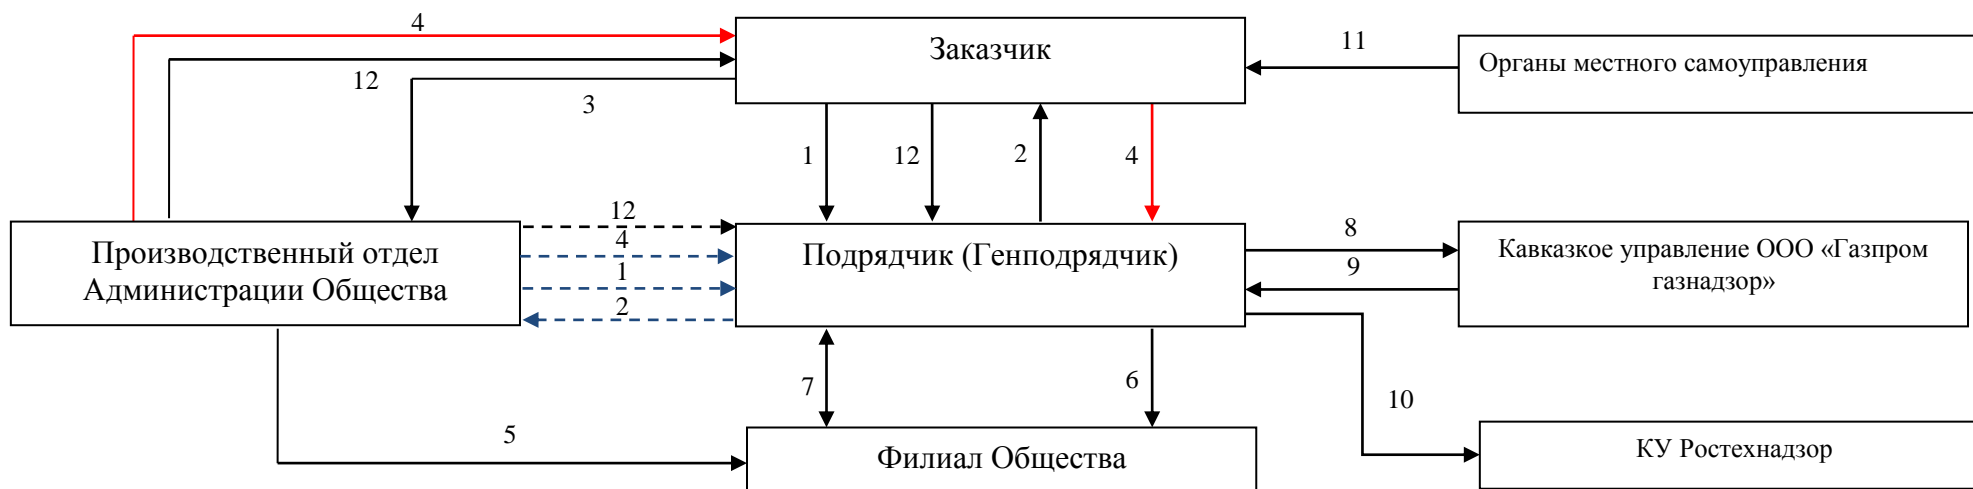 4
Заказчик
11
Органы местного самоуправления
12
3
1
12
2
4
Производственный отдел
Администрации Общества
12
4
1
2
Подрядчик (Генподрядчик)
8
9
Кавказкое управление ООО «Газпром
газнадзор»
7
6
10
5
Филиал Общества
КУ Ростехнадзор